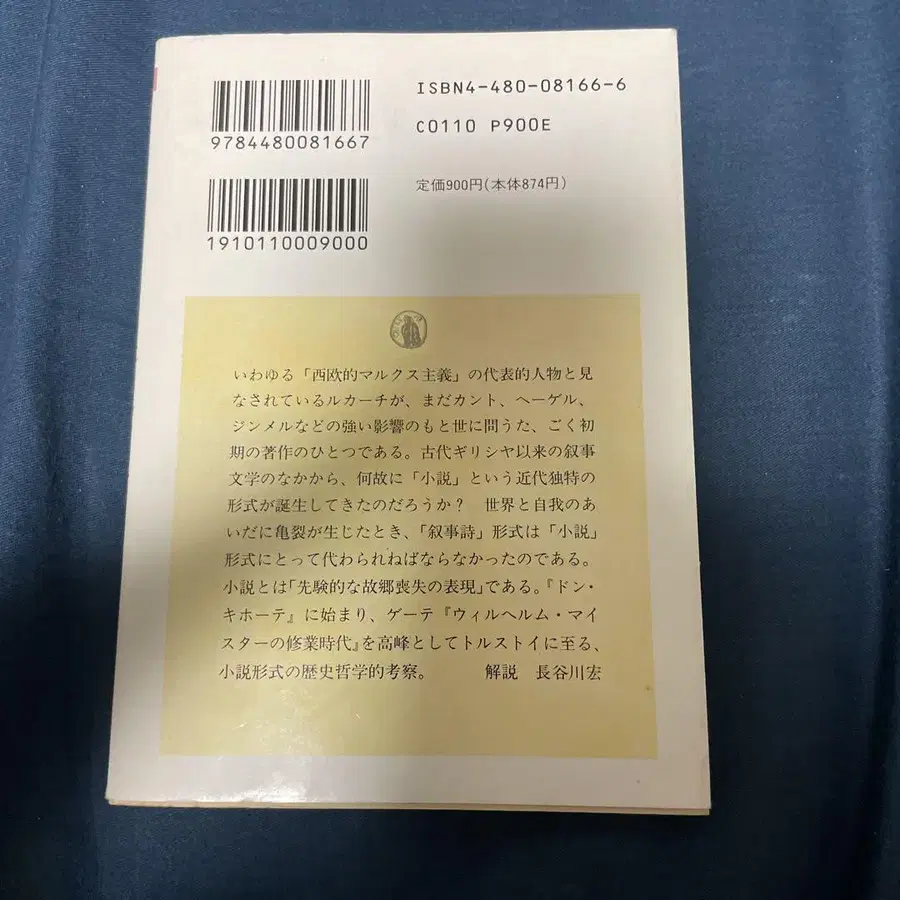 ISBN4-480-08166-6
9784480081667
C0110 P900E
定価900円(本体874円)
1910110009000
いわゆる「西欧的マルクス主義」の代表的人物と見
なされているルカーチが、まだカント、ヘーゲル、
ジンメルなどの強い影響のもと世に問うた、ごく初
期の著作のひとつである。古代ギリシヤ以来の叙事
文学のなかから、何故に「小説」という近代独特の
形式が誕生してきたのだろうか? 世界と自我のあ
いだに亀裂が生じたとき、「叙事詩」形式は「小説」
形式にとって代わられねばならなかったのである。
小説とは「先験的な故郷喪失の表現」である。『ドン・
キホーテ』に始まり、ゲーテ『ウィルヘルム・マイ
スターの修業時代』を高峰としてトルストイに至る、
小説形式の歴史哲学的考察。 解説 長谷川宏